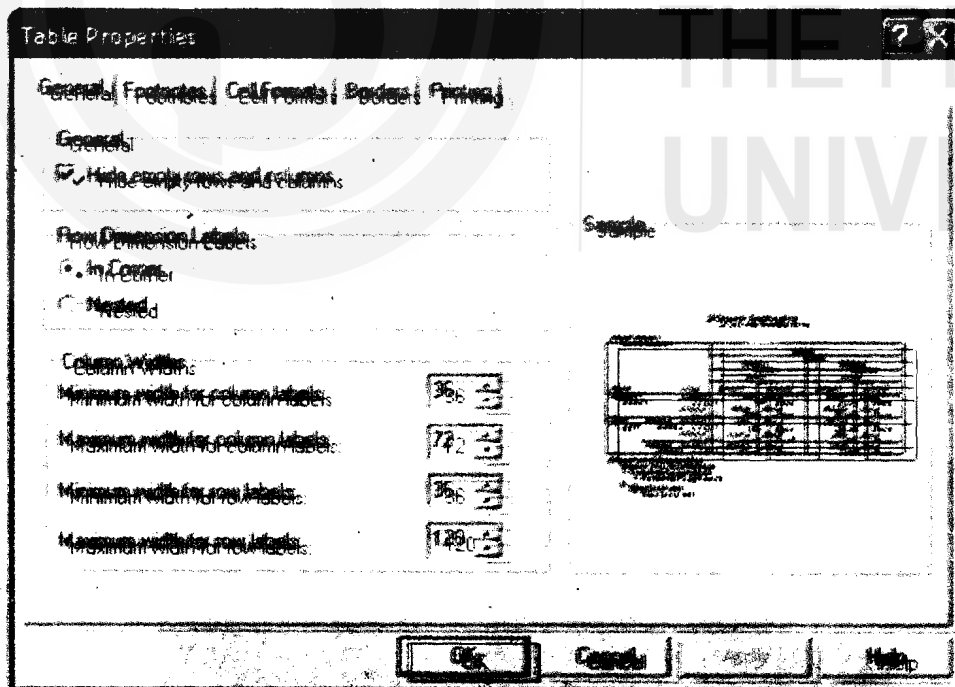 THE P
UNIVE
Table Properties
General Footnotes Cell Formats Borders Printing
General
Hide empty rows and columns
Row Dimension Labels
In Corner
Nested
Column Widths
Minimum width for column labels 36
Maximum width for column labels: 72
Minimum width for row labels: 36
Maximum width for row labels: 120
Sample
OK Cancel Apply Help